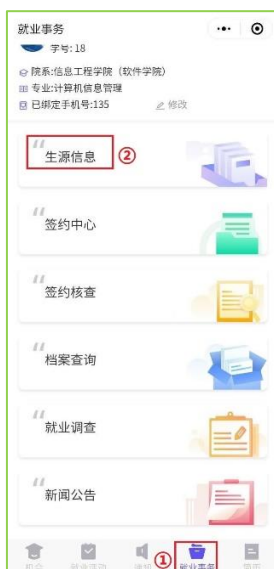 就业事务
学号: 18
院系:信息工程学院（软件学院）
专业:计算机信息管理
已绑定手机号:135 修改
生源信息 ②
签约中心
签约核查
档案查询
就业调查
新闻公告
①
就业事务